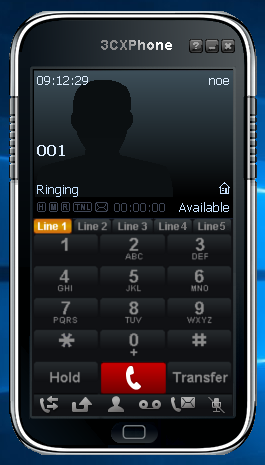 3CXPhone ?
09:12:29 noe
001
Ringing
H M R TNL 00:00:00 Available
Line 1 Line 2 Line 3 Line 4 Line 5
1 2 3
ABC DEF
4 5 6
GHI JKL MNO
7 8 9
PQRS TUV WXYZ
* 0 #
+
Hold Transfer